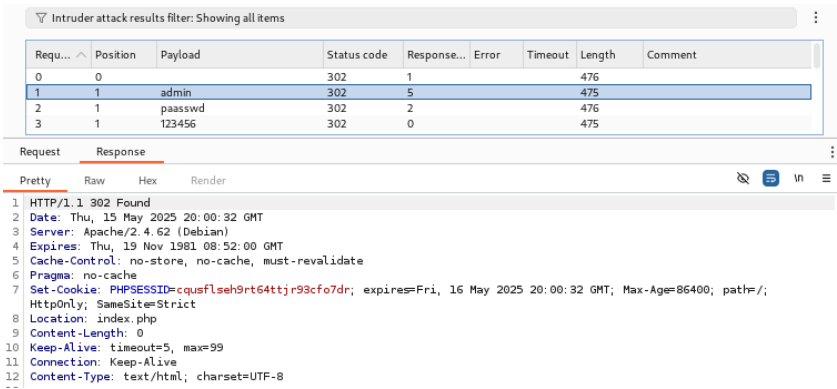 Intruder attack results filter: Showing all items
Requ... Position Payload Status code Response... Error Timeout Length Comment
0 0 302 1 476
1 1 admin 302 5 475
2 1 paasswd 302 2 476
3 1 123456 302 0 475
Request Response
Pretty Raw Hex Render \n
1 HTTP/1.1 302 Found
2 Date: Thu, 15 May 2025 20:00:32 GMT
3 Server: Apache/2.4.62 (Debian)
4 Expires: Thu, 19 Nov 1981 08:52:00 GMT
5 Cache-Control: no-store, no-cache, must-revalidate
6 Pragma: no-cache
7 Set-Cookie: PHPSESSID=cqusflseh9rt64ttjr93cfo7dr; expires=Fri, 16 May 2025 20:00:32 GMT; Max-Age=86400; path=/;
HttpOnly; SameSite=Strict
8 Location: index.php
9 Content-Length: 0
10 Keep-Alive: timeout=5, max=99
11 Connection: Keep-Alive
12 Content-Type: text/html; charset=UTF-8